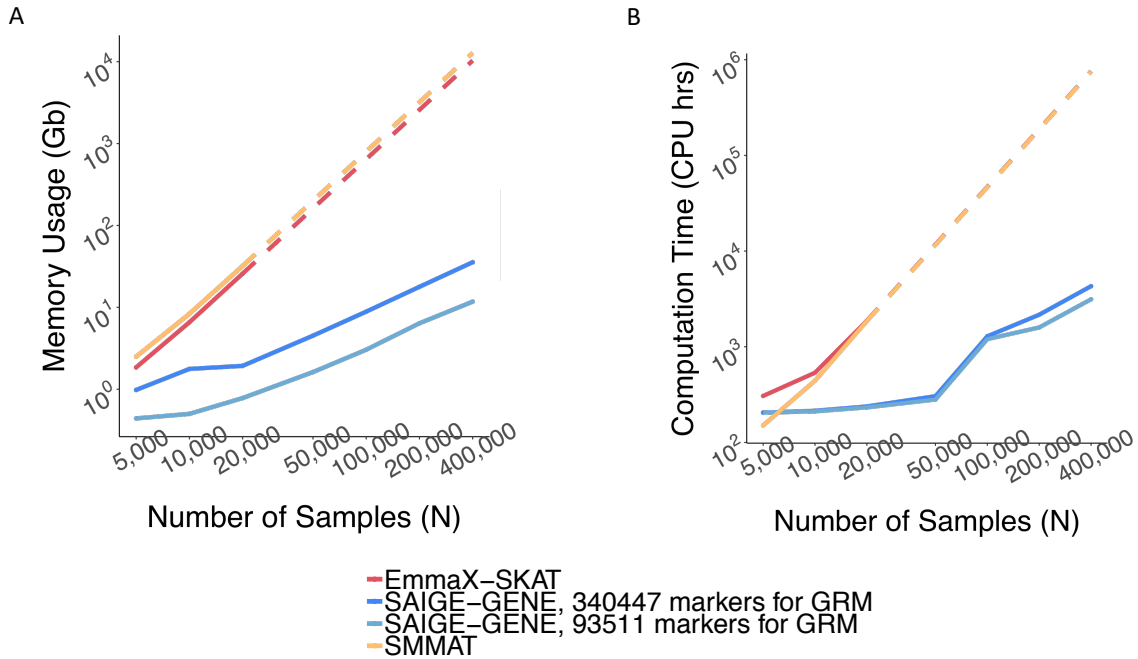 A
B
Memory Usage (Gb)
10^4
10^3
10^2
10^1
10^0
5,000
10,000
20,000
50,000
100,000
200,000
400,000
Number of Samples (N)
Computation Time (CPU hrs)
10^6
10^5
10^4
10^3
10^2
5,000
10,000
20,000
50,000
100,000
200,000
400,000
Number of Samples (N)
EmmaX−SKAT
SAIGE−GENE, 340447 markers for GRM
SAIGE−GENE, 93511 markers for GRM
SMMAT